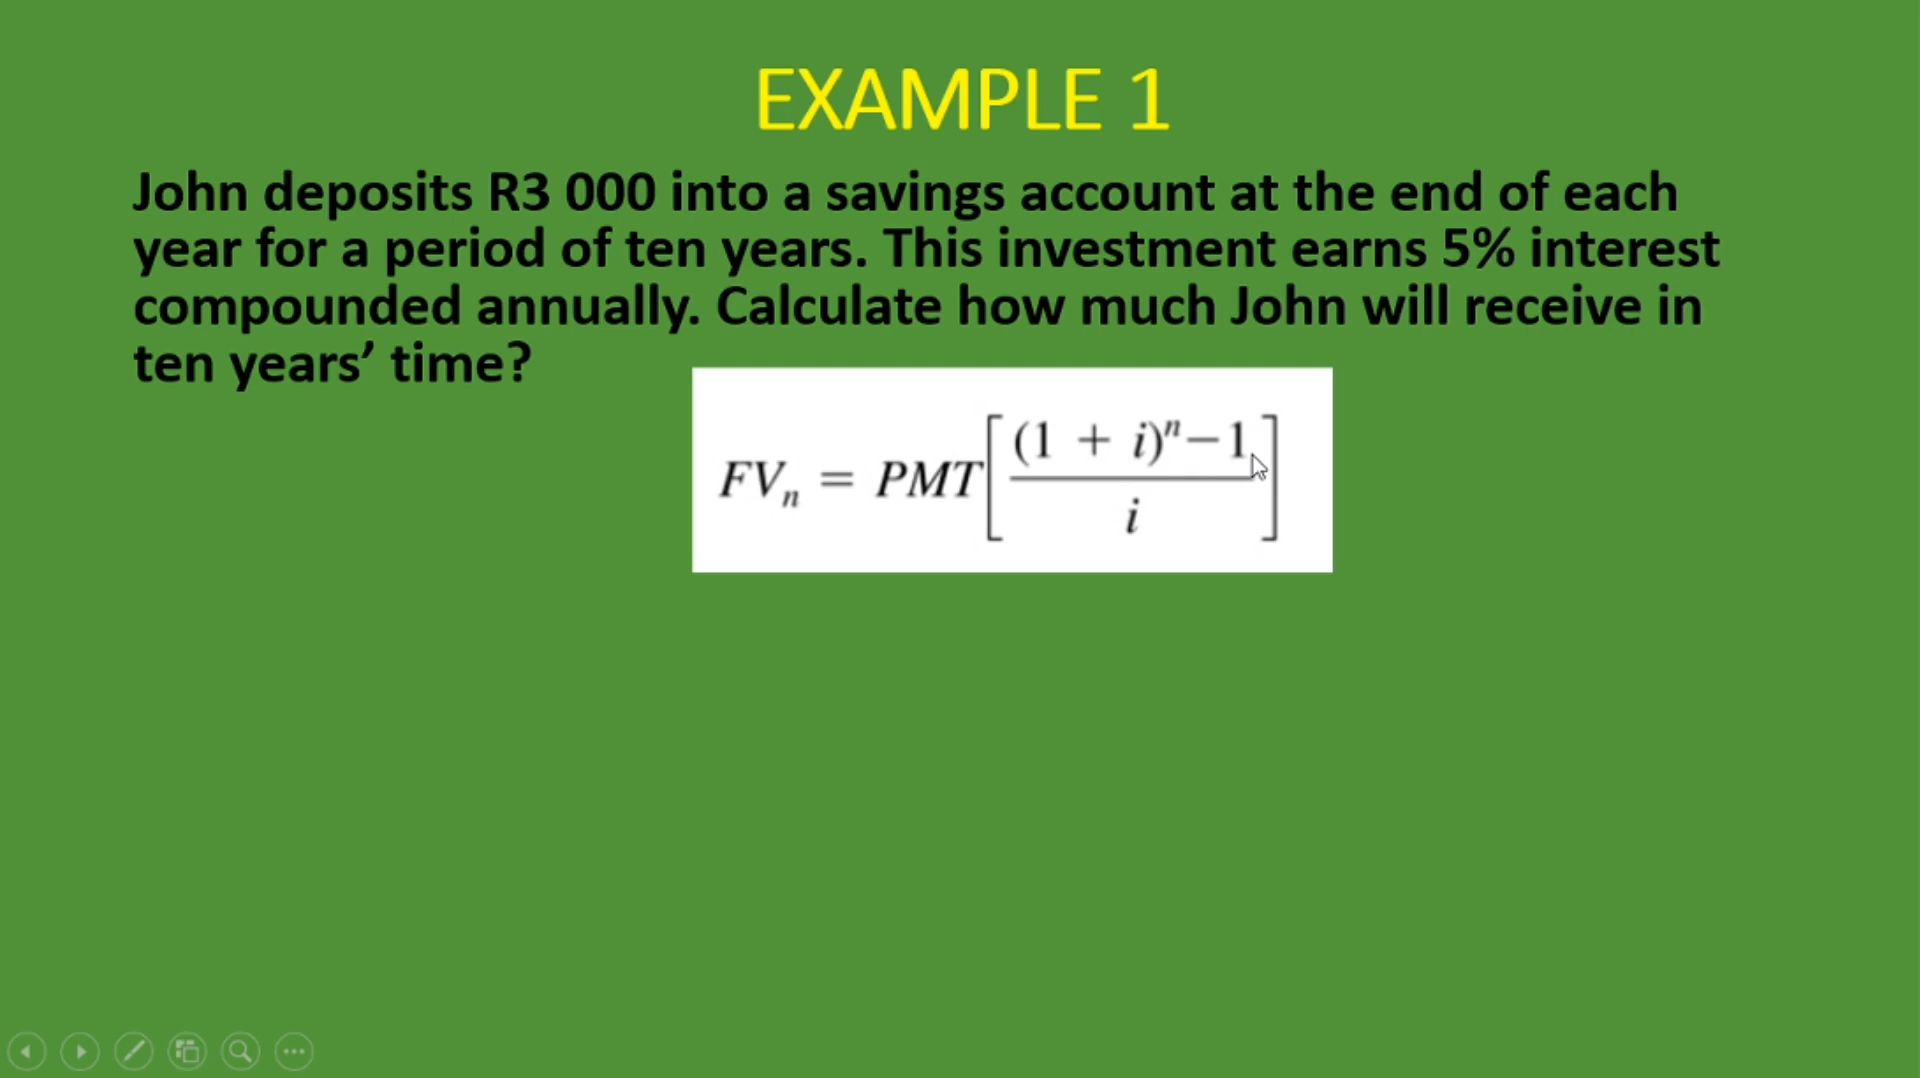 EXAMPLE 1
John deposits R3 000 into a savings account at the end of each
year for a period of ten years. This investment earns 5% interest
compounded annually. Calculate how much John will receive in
ten years’ time?
FVₙ = PMT[((1 + i)ⁿ−1)/i]